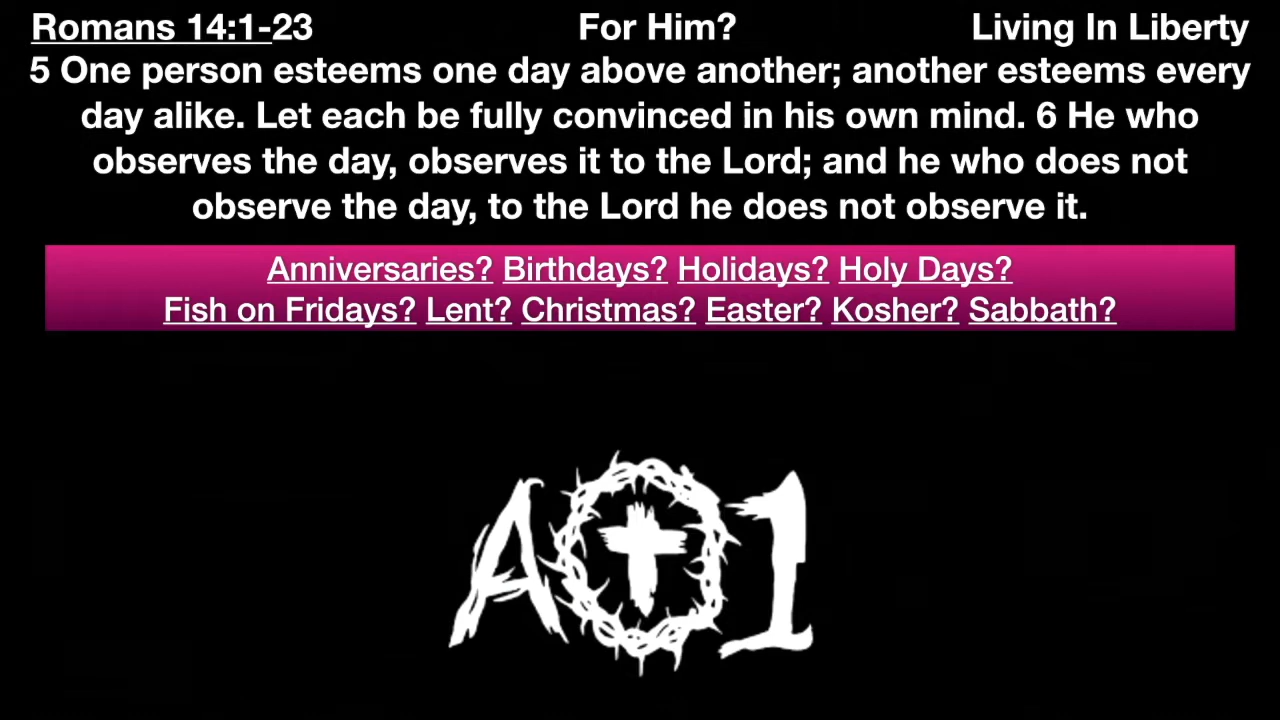 Romans 14:1-23 For Him? Living In Liberty
5 One person esteems one day above another; another esteems every
day alike. Let each be fully convinced in his own mind. 6 He who
observes the day, observes it to the Lord; and he who does not
observe the day, to the Lord he does not observe it.
Anniversaries? Birthdays? Holidays? Holy Days?
Fish on Fridays? Lent? Christmas? Easter? Kosher? Sabbath?
AO1